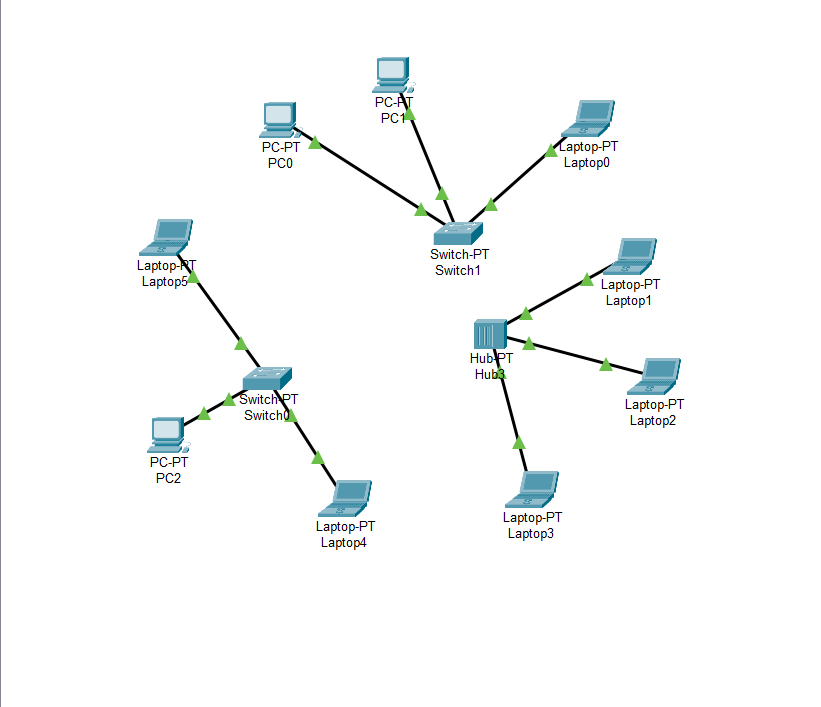 PC-PT
PC1
PC-PT
PC0
Laptop-PT
Laptop0
Switch-PT
Switch1
Laptop-PT
Laptop5
Laptop-PT
Laptop1
Hub-PT
Hub3
Switch-PT
Switch0
Laptop-PT
Laptop2
PC-PT
PC2
Laptop-PT
Laptop4
Laptop-PT
Laptop3